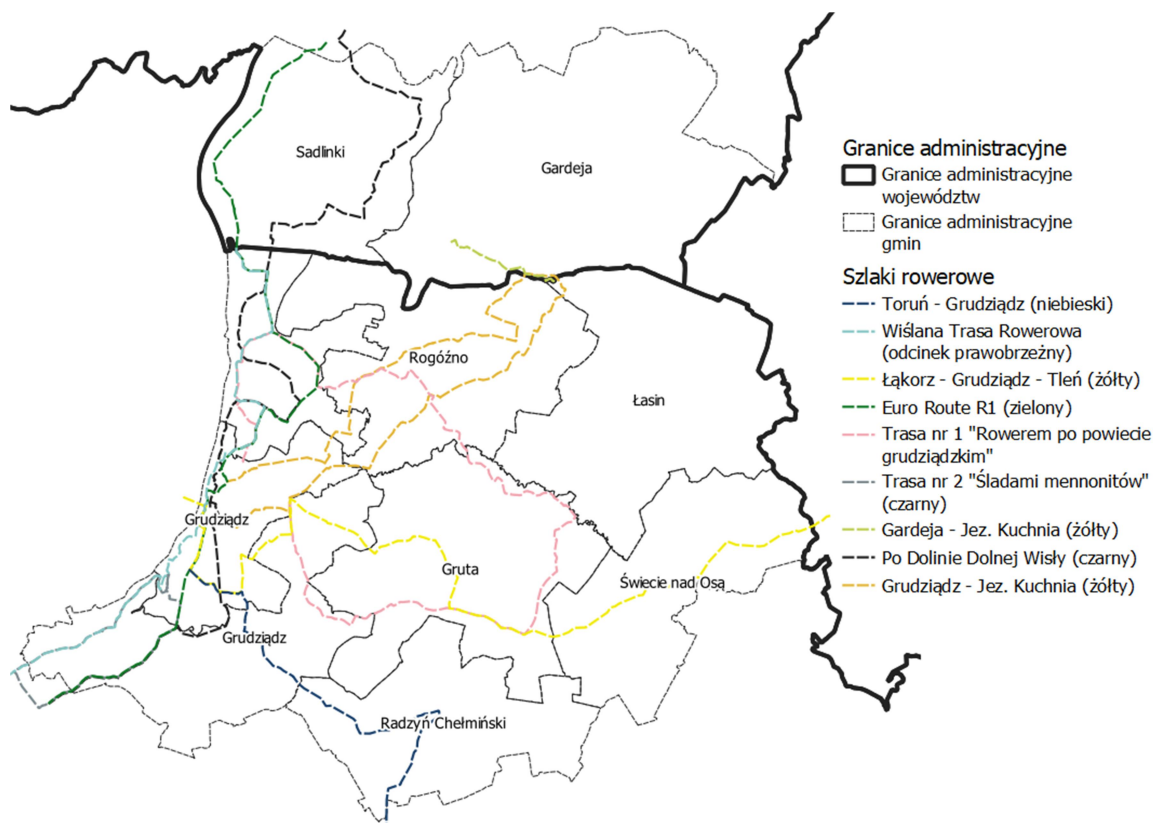 Sadlinki
Gardeja
Rogóźno
Łasin
Grudziądz
Gruta
Świecie nad Osą
Grudziądz
Radzyń Chełmiński
Granice administracyjne
Granice administracyjne
województw
Granice administracyjne
gmin
Szlaki rowerowe
Toruń - Grudziądz (niebieski)
Wiślana Trasa Rowerowa
(odcinek prawobrzeżny)
Łąkorz - Grudziądz - Tleń (żółty)
Euro Route R1 (zielony)
Trasa nr 1 "Rowerem po powiecie
grudziądzkim"
Trasa nr 2 "Śladami mennonitów"
(czarny)
Gardeja - Jez. Kuchnia (żółty)
Po Dolinie Dolnej Wisły (czarny)
Grudziądz - Jez. Kuchnia (żółty)